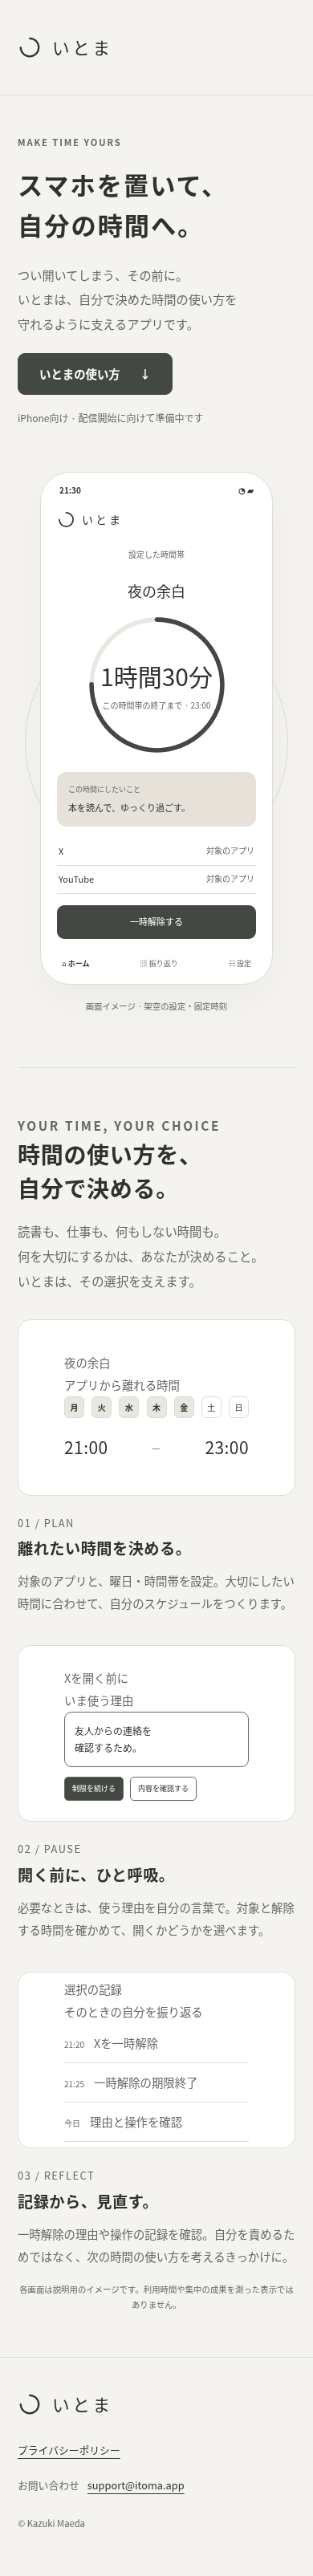 いとま
MAKE TIME YOURS
スマホを置いて、
自分の時間へ。
つい開いてしまう、その前に。
いとまは、自分で決めた時間の使い方を
守れるように支えるアプリです。
いとまの使い方 ↓
iPhone向け・配信開始に向けて準備中です
21:30
いとま
設定した時間帯
夜の余白
1時間30分
この時間帯の終了まで・23:00
この時間にしたいこと
本を読んで、ゆっくり過ごす。
X 対象のアプリ
YouTube 対象のアプリ
一時解除する
ホーム 振り返り 設定
画面イメージ・架空の設定・固定時刻
YOUR TIME, YOUR CHOICE
時間の使い方を、
自分で決める。
読書も、仕事も、何もしない時間も。
何を大切にするかは、あなたが決めること。
いとまは、その選択を支えます。
夜の余白
アプリから離れる時間
月 火 水 木 金 土 日
21:00 – 23:00
01 / PLAN
離れたい時間を決める。
対象のアプリと、曜日・時間帯を設定。大切にしたい
時間に合わせて、自分のスケジュールをつくります。
Xを開く前に
いま使う理由
友人からの連絡を
確認するため。
制限を続ける 内容を確認する
02 / PAUSE
開く前に、ひと呼吸。
必要なときは、使う理由を自分の言葉で。対象と解除
する時間を確かめて、開くかどうかを選べます。
選択の記録
そのときの自分を振り返る
21:20 Xを一時解除
21:25 一時解除の期限終了
今日 理由と操作を確認
03 / REFLECT
記録から、見直す。
一時解除の理由や操作の記録を確認。自分を責めるた
めではなく、次の時間の使い方を考えるきっかけに。
各画面は説明用のイメージです。利用時間や集中の成果を測った表示では
ありません。
いとま
プライバシーポリシー
お問い合わせ support@itoma.app
© Kazuki Maeda